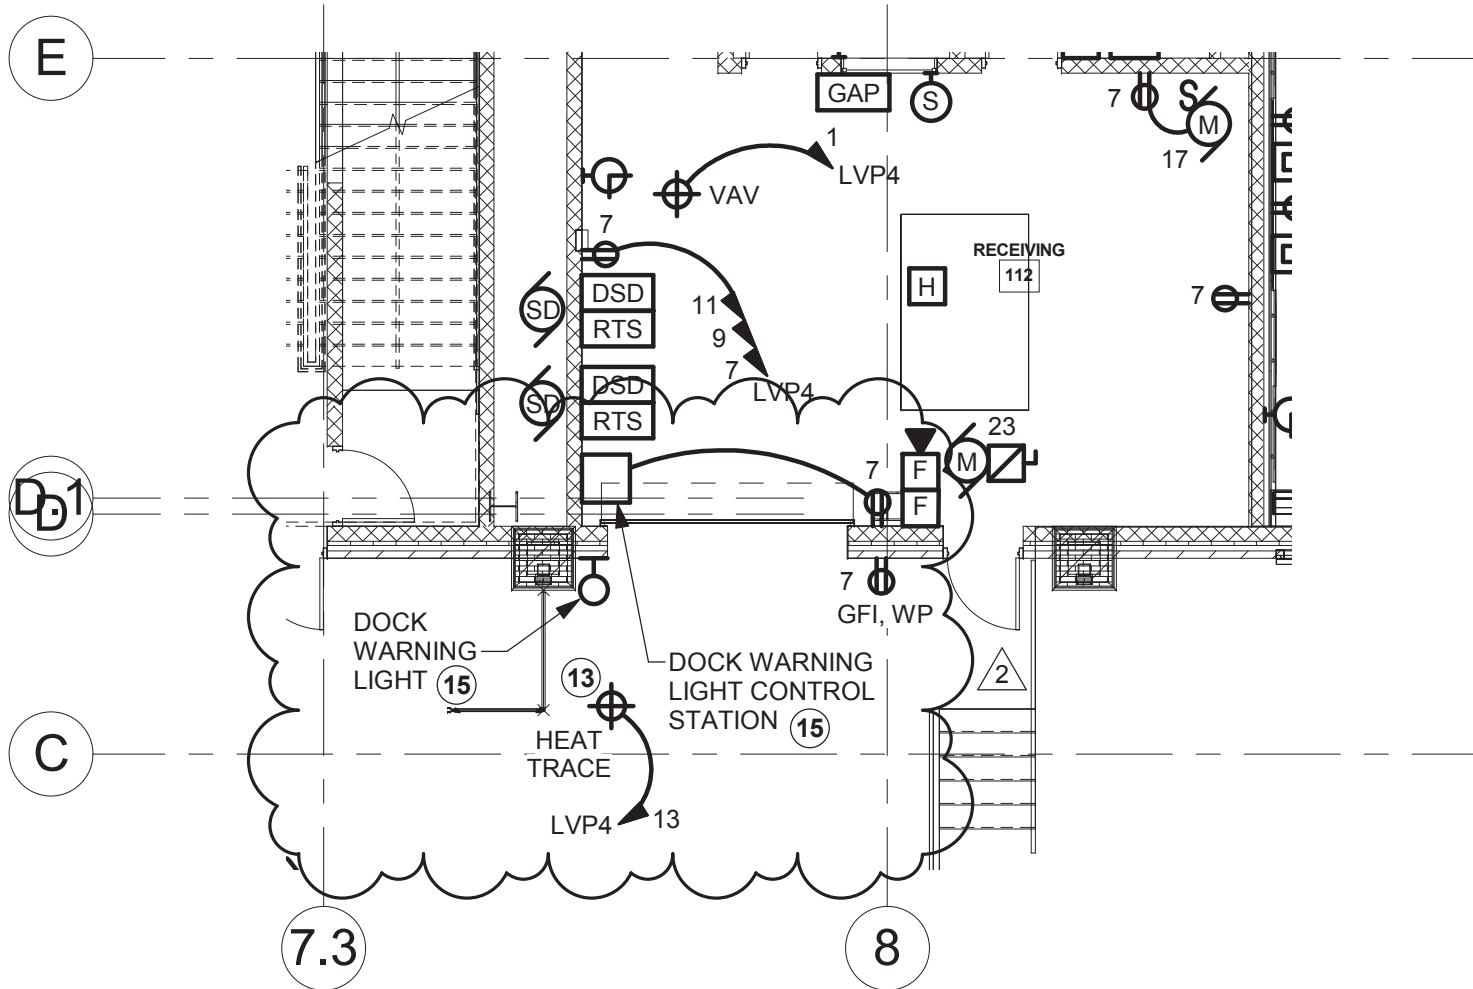 E
GAP
S
7
S
M
17
1
LVP4
VAV
7
RECEIVING
112
H
7
SD
DSD
RTS
11
9
7
LVP4
SD
DSD
RTS
23
7
F
M
F
D
D.1
7
GFI, WP
DOCK
WARNING
LIGHT 15
13
DOCK WARNING
LIGHT CONTROL
STATION 15
2
HEAT
TRACE
C
LVP4
13
7.3
8